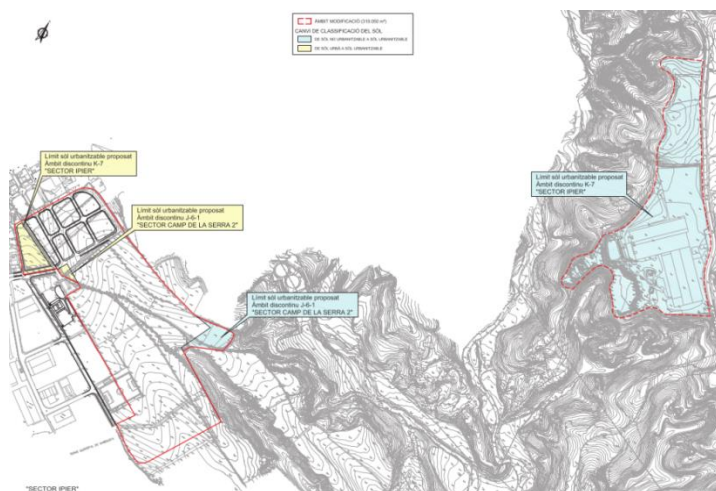 ÀMBIT MODIFICACIÓ
CANVI DE CLASSIFICACIÓ DEL SÒL
DE SÒL NO URBANITZABLE A SÒL URBANITZABLE
DE SÒL URBÀ A SÒL URBANITZABLE
Límit sòl urbanitzable proposat
Àmbit discontinu K-7
"SECTOR IPIER"
Límit sòl urbanitzable proposat
Àmbit discontinu K-7
"SECTOR IPIER"
Límit sòl urbanitzable proposat
Àmbit discontinu J-6-1
"SECTOR CAMP DE LA SERRA 2"
Límit sòl urbanitzable proposat
Àmbit discontinu J-6-1
"SECTOR CAMP DE LA SERRA 2"
"SECTOR IPIER"